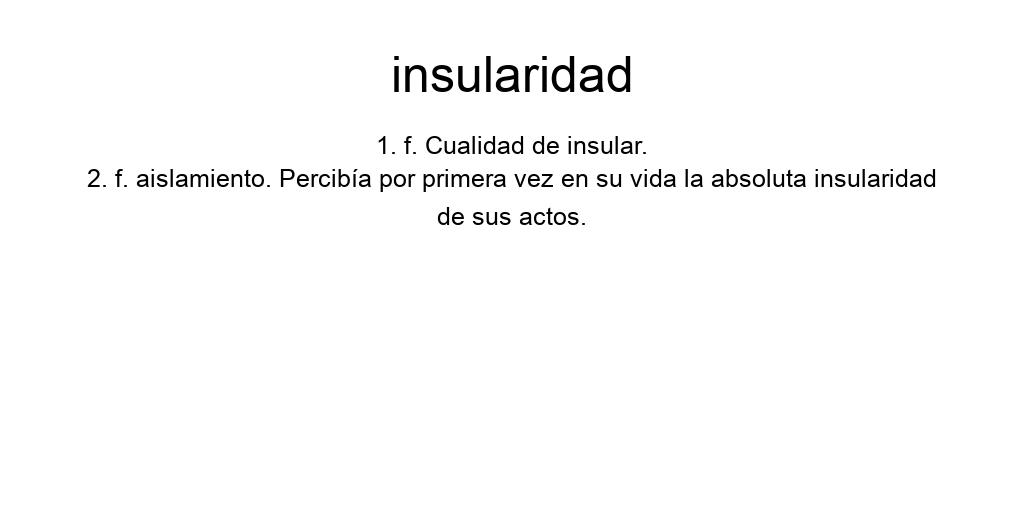 insularidad
1. f. Cualidad de insular.
2. f. aislamiento. Percibía por primera vez en su vida la absoluta insularidad
de sus actos.